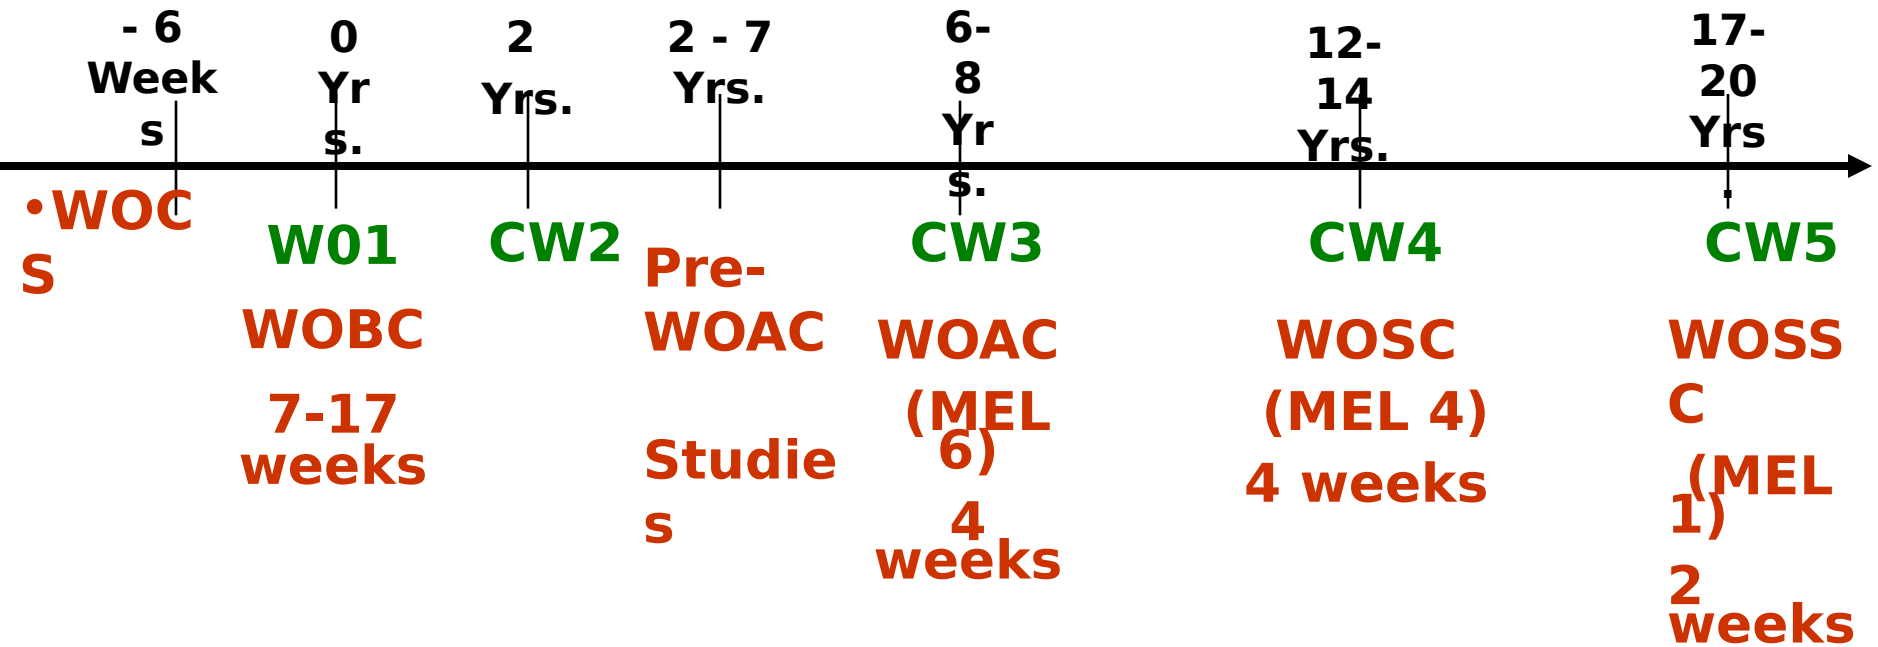 - 6
Week
s
0
Yr
s.
2
Yrs.
2 - 7
Yrs.
6-
8
Yr
s.
12-
14
Yrs.
17-
20
Yrs
.
•WOC
S
W01
WOBC
7-17
weeks
CW2
Pre-
WOAC
Studie
s
CW3
WOAC
(MEL
6)
4
weeks
CW4
WOSC
(MEL 4)
4 weeks
CW5
WOSS
C
(MEL
1)
2
weeks